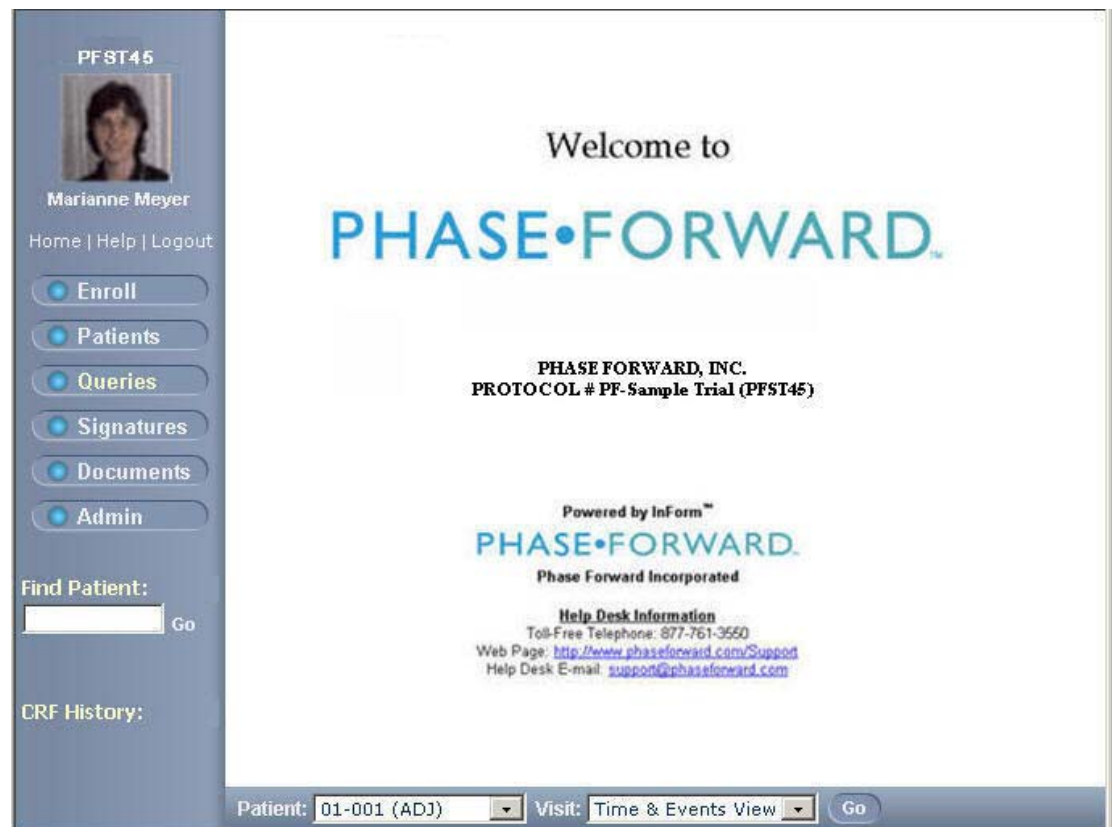 PFST45
Marianne Meyer
Home | Help | Logout
Enroll
Patients
Queries
Signatures
Documents
Admin
Find Patient:
Go
CRF History:
Welcome to
PHASE•FORWARD™
PHASE FORWARD, INC.
PROTOCOL # PF-Sample Trial (PFST45)
Powered by InForm™
PHASE•FORWARD.
Phase Forward Incorporated
Help Desk Information
Toll-Free Telephone: 877-761-3550
Web Page: http://www.phaseforward.com/Support
Help Desk E-mail: support@phaseforward.com
Patient: 01-001 (ADJ) Visit: Time & Events View Go